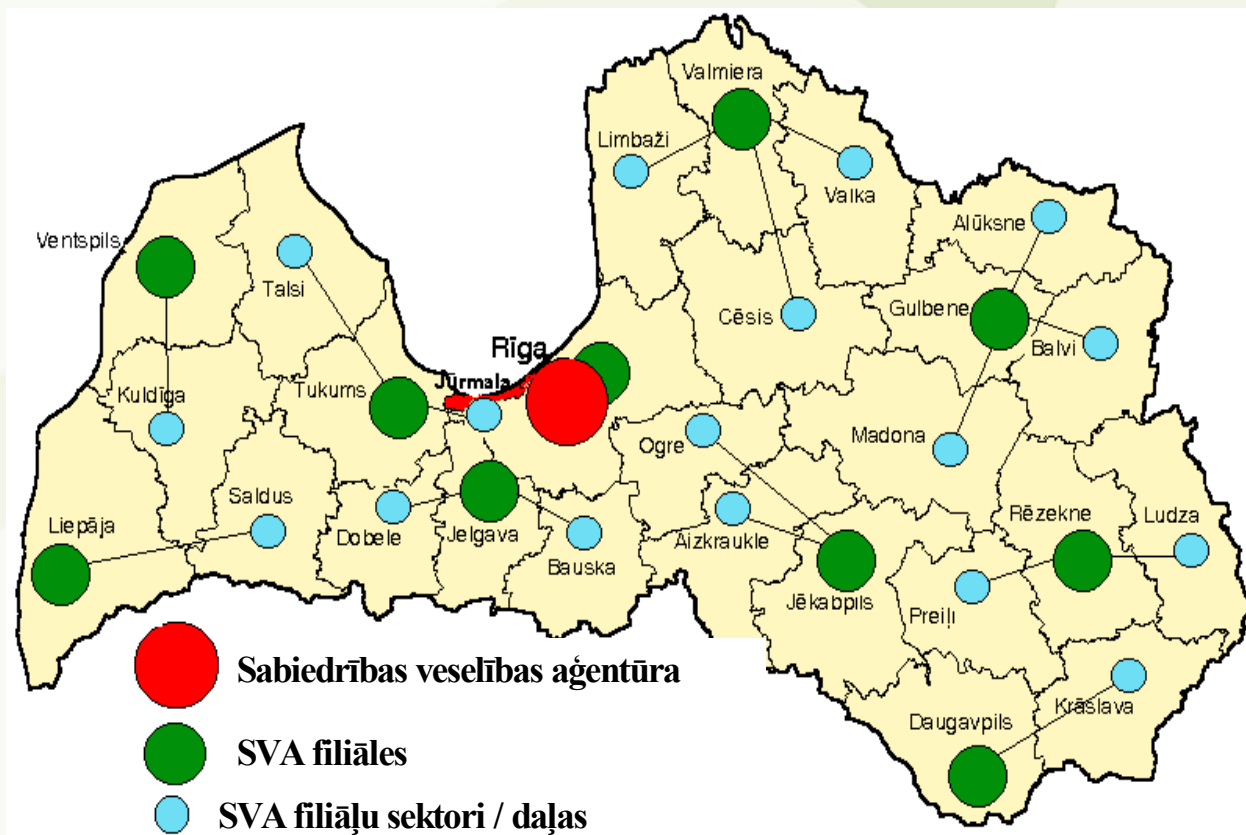 Valmiera
Limbaži
Valka
Alūksne
Ventspils
Talsi
Gulbene
Cēsis
Balvi
Rīga
Jūrmala
Kuldīga
Tukums
Ogre
Madona
Saldus
Rēzekne
Ludza
Liepāja
Dobele
Jelgava
Aizkraukle
Bauska
Jēkabpils
Preiļi
Krāslava
Daugavpils
Sabiedrības veselības aģentūra
SVA filiāles
SVA filiāļu sektori / daļas